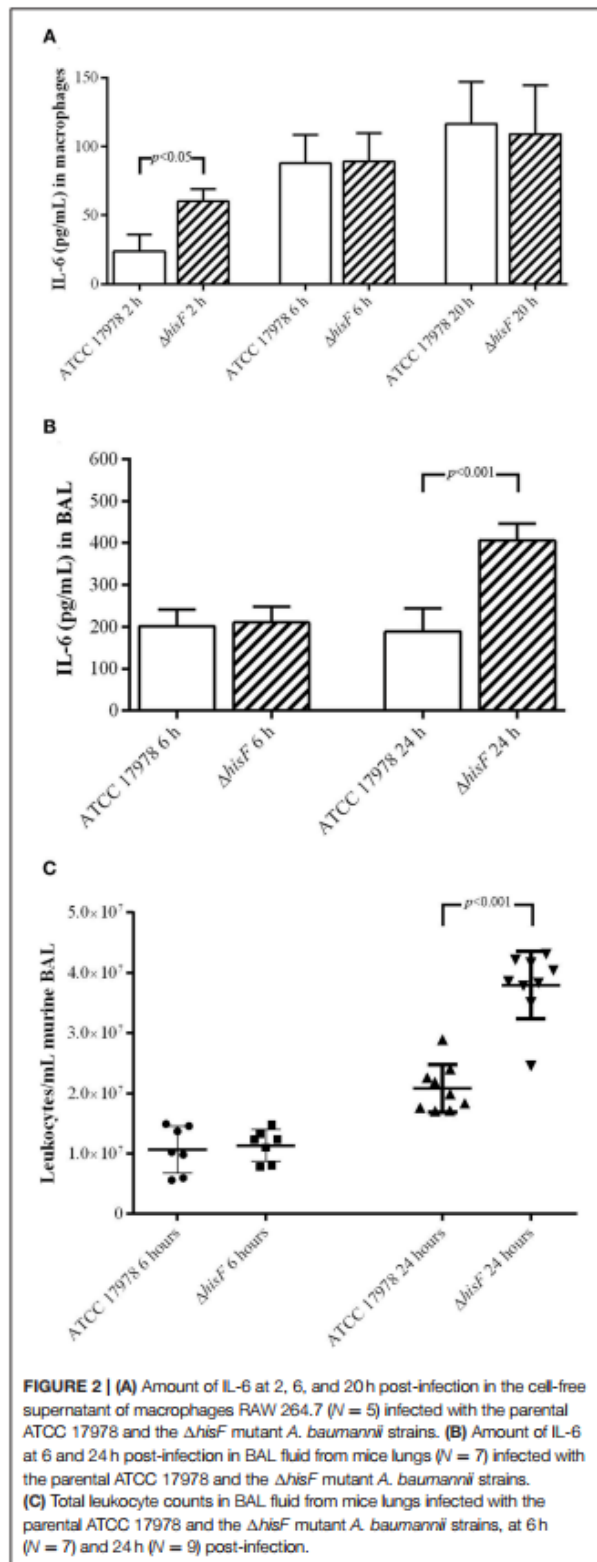 A
IL-6 (pg/mL) in macrophages
150
100
50
0
p<0.05
ATCC 17978 2 h
ΔhisF 2 h
ATCC 17978 6 h
ΔhisF 6 h
ATCC 17978 20 h
ΔhisF 20 h
B
IL-6 (pg/mL) in BAL
600
500
400
300
200
100
0
p<0.001
ATCC 17978 6 h
ΔhisF 6 h
ATCC 17978 24 h
ΔhisF 24 h
C
Leukocytes/mL murine BAL
5.0×10⁷
4.0×10⁷
3.0×10⁷
2.0×10⁷
1.0×10⁷
0
p<0.001
ATCC 17978 6 hours
ΔhisF 6 hours
ATCC 17978 24 hours
ΔhisF 24 hours
FIGURE 2 | (A) Amount of IL-6 at 2, 6, and 20 h post-infection in the cell-free
supernatant of macrophages RAW 264.7 (N = 5) infected with the parental
ATCC 17978 and the ΔhisF mutant A. baumannii strains. (B) Amount of IL-6
at 6 and 24 h post-infection in BAL fluid from mice lungs (N = 7) infected with
the parental ATCC 17978 and the ΔhisF mutant A. baumannii strains.
(C) Total leukocyte counts in BAL fluid from mice lungs infected with the
parental ATCC 17978 and the ΔhisF mutant A. baumannii strains, at 6 h
(N = 7) and 24 h (N = 9) post-infection.